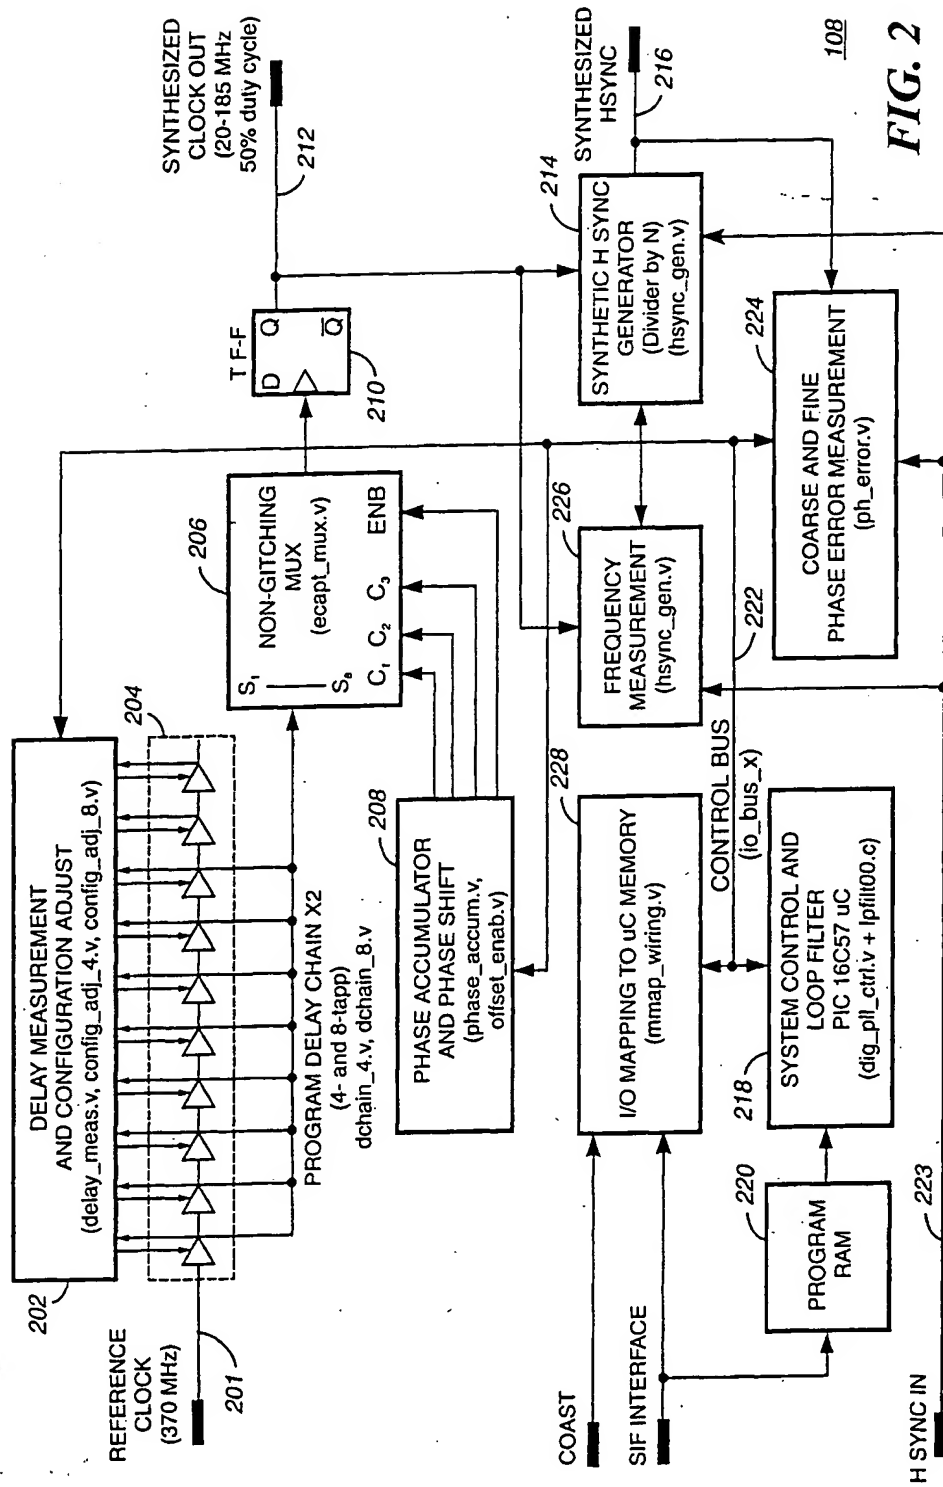 REFERENCE
CLOCK
(370 MHz)
201
202
DELAY MEASUREMENT
AND CONFIGURATION ADJUST
(delay_meas.v, config_adj_4.v, config_adj_8.v)
204
PROGRAM DELAY CHAIN X2
(4- and 8-tapp)
dchain_4.v, dchain_8.v
206
NON-GITCHING
MUX
(ecapt_mux.v)
S1
S8
C1 C2 C3 ENB
208
PHASE ACCUMULATOR
AND PHASE SHIFT
(phase_accum.v,
offset_enab.v)
T F-F
D Q
Q
210
SYNTHESIZED
CLOCK OUT
(20-185 MHz
50% duty cycle)
212
COAST
SIF INTERFACE
228
I/O MAPPING TO uC MEMORY
(mmap_wiring.v)
226
FREQUENCY
MEASUREMENT
(hsync_gen.v)
214
SYNTHETIC H SYNC
GENERATOR
(Divider by N)
(hsync_gen.v)
SYNTHESIZED
HSYNC
216
CONTROL BUS
(io_bus_x)
222
220
PROGRAM
RAM
218
SYSTEM CONTROL AND
LOOP FILTER
PIC 16C57 uC
(dig_pll_ctrl.v + lpfilt00.c)
224
COARSE AND FINE
PHASE ERROR MEASUREMENT
(ph_error.v)
H SYNC IN
223
108
FIG. 2